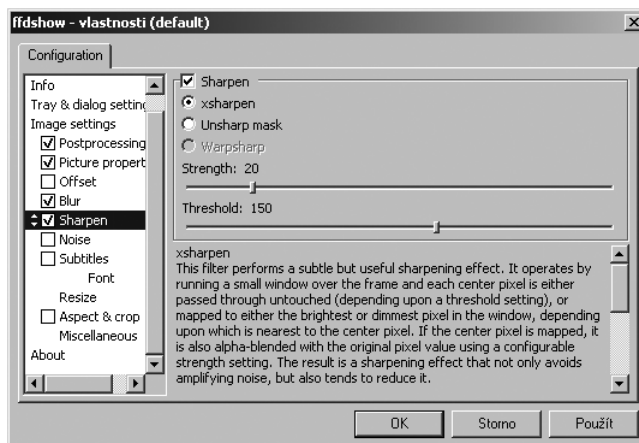 ffdshow - vlastnosti (default)
Configuration
Info
Tray & dialog setting
Image settings
Postprocessing
Picture propert
Offset
Blur
Sharpen
Noise
Subtitles
Font
Resize
Aspect & crop
Miscellaneous
About
Sharpen
xsharpen
Unsharp mask
Warpsharp
Strength: 20
Threshold: 150
xsharpen
This filter performs a subtle but useful sharpening effect. It operates by
running a small window over the frame and each center pixel is either
passed through untouched (depending upon a threshold setting), or
mapped to either the brightest or dimmest pixel in the window, depending
upon which is nearest to the center pixel. If the center pixel is mapped, it
is also alpha-blended with the original pixel value using a configurable
strength setting. The result is a sharpening effect that not only avoids
amplifying noise, but also tends to reduce it.
OK
Storno
Použít